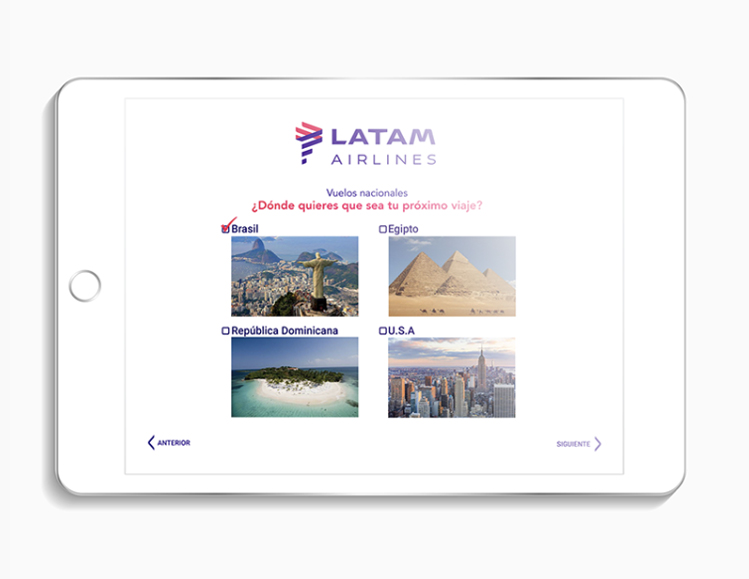 LATAM
AIRLINES
Vuelos nacionales
¿Dónde quieres que sea tu próximo viaje?
Brasil
Egipto
República Dominicana
U.S.A
ANTERIOR
SIGUIENTE